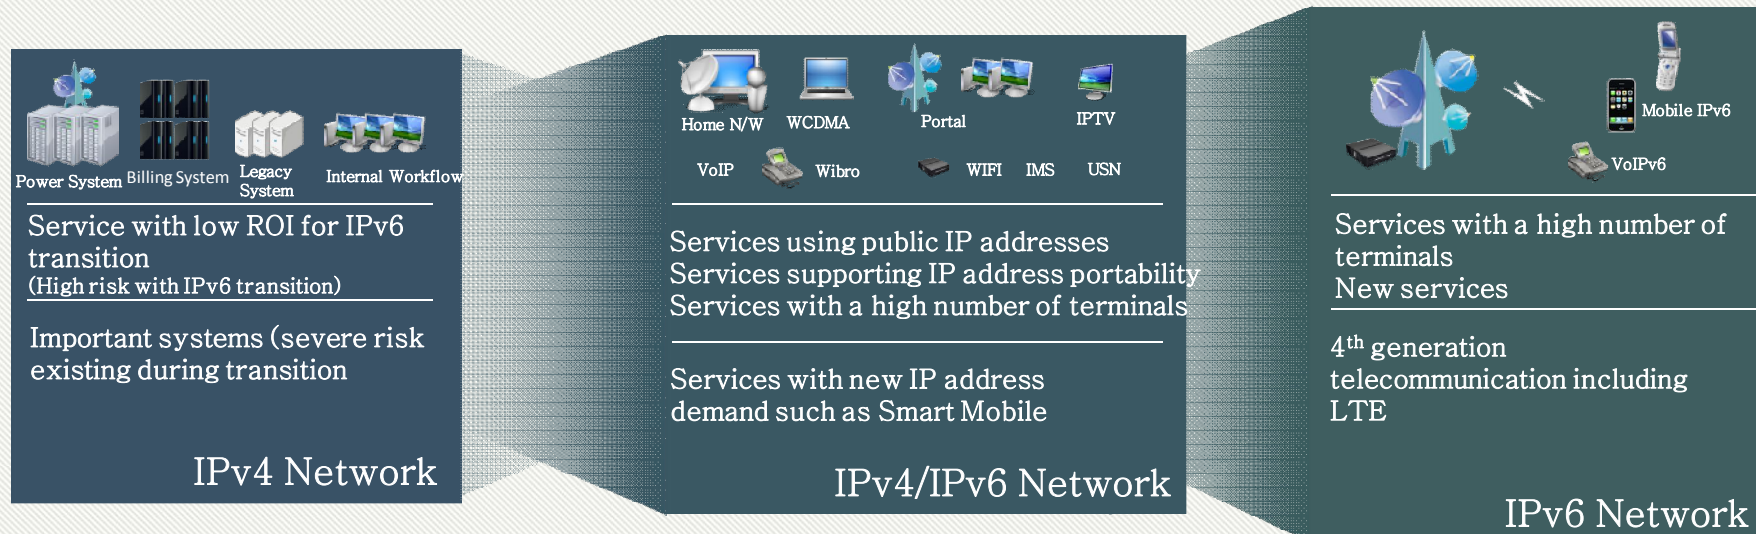 Power System
Billing System
Legacy
System
Internal Workflow
Service with low ROI for IPv6
transition
(High risk with IPv6 transition)
Important systems (severe risk
existing during transition
IPv4 Network
Home N/W
WCDMA
Portal
IPTV
VoIP
Wibro
WIFI
IMS
USN
Services using public IP addresses
Services supporting IP address portability
Services with a high number of terminals
Services with new IP address
demand such as Smart Mobile
IPv4/IPv6 Network
Mobile IPv6
VoIPv6
Services with a high number of
terminals
New services
4th generation
telecommunication including
LTE
IPv6 Network